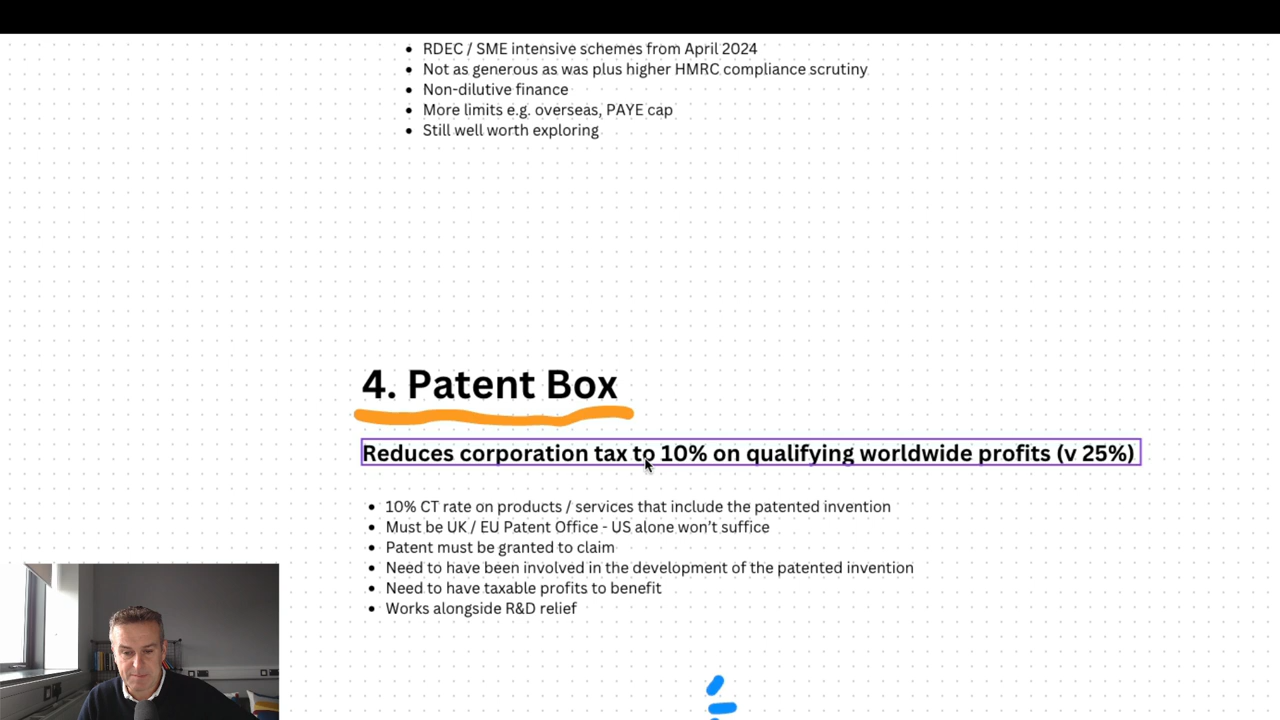 RDEC / SME intensive schemes from April 2024
Not as generous as was plus higher HMRC compliance scrutiny
Non-dilutive finance
More limits e.g. overseas, PAYE cap
Still well worth exploring
4. Patent Box
Reduces corporation tax to 10% on qualifying worldwide profits (v 25%)
10% CT rate on products / services that include the patented invention
Must be UK / EU Patent Office - US alone won't suffice
Patent must be granted to claim
Need to have been involved in the development of the patented invention
Need to have taxable profits to benefit
Works alongside R&D relief